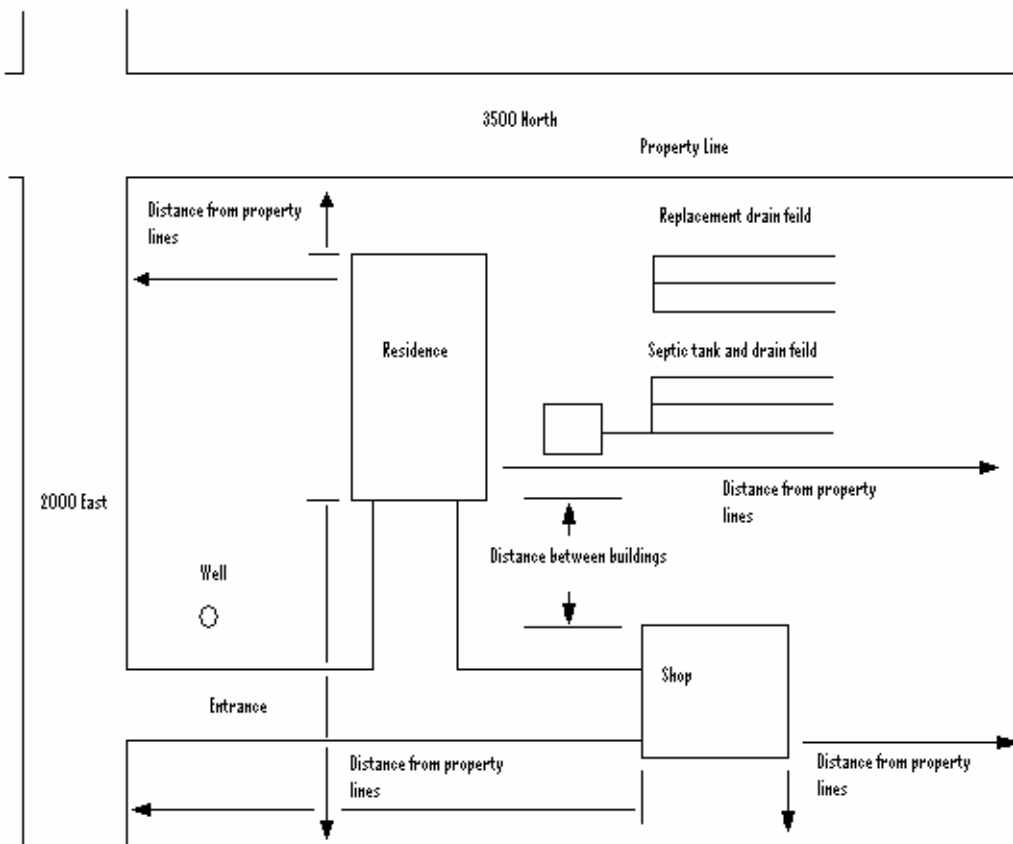 3500 North
Property Line
Distance from property
lines
Replacement drain feild
Residence
Septic tank and drain feild
2000 East
Distance from property
lines
Distance between buildings
Well
Shop
Entrance
Distance from property
lines
Distance from property
lines